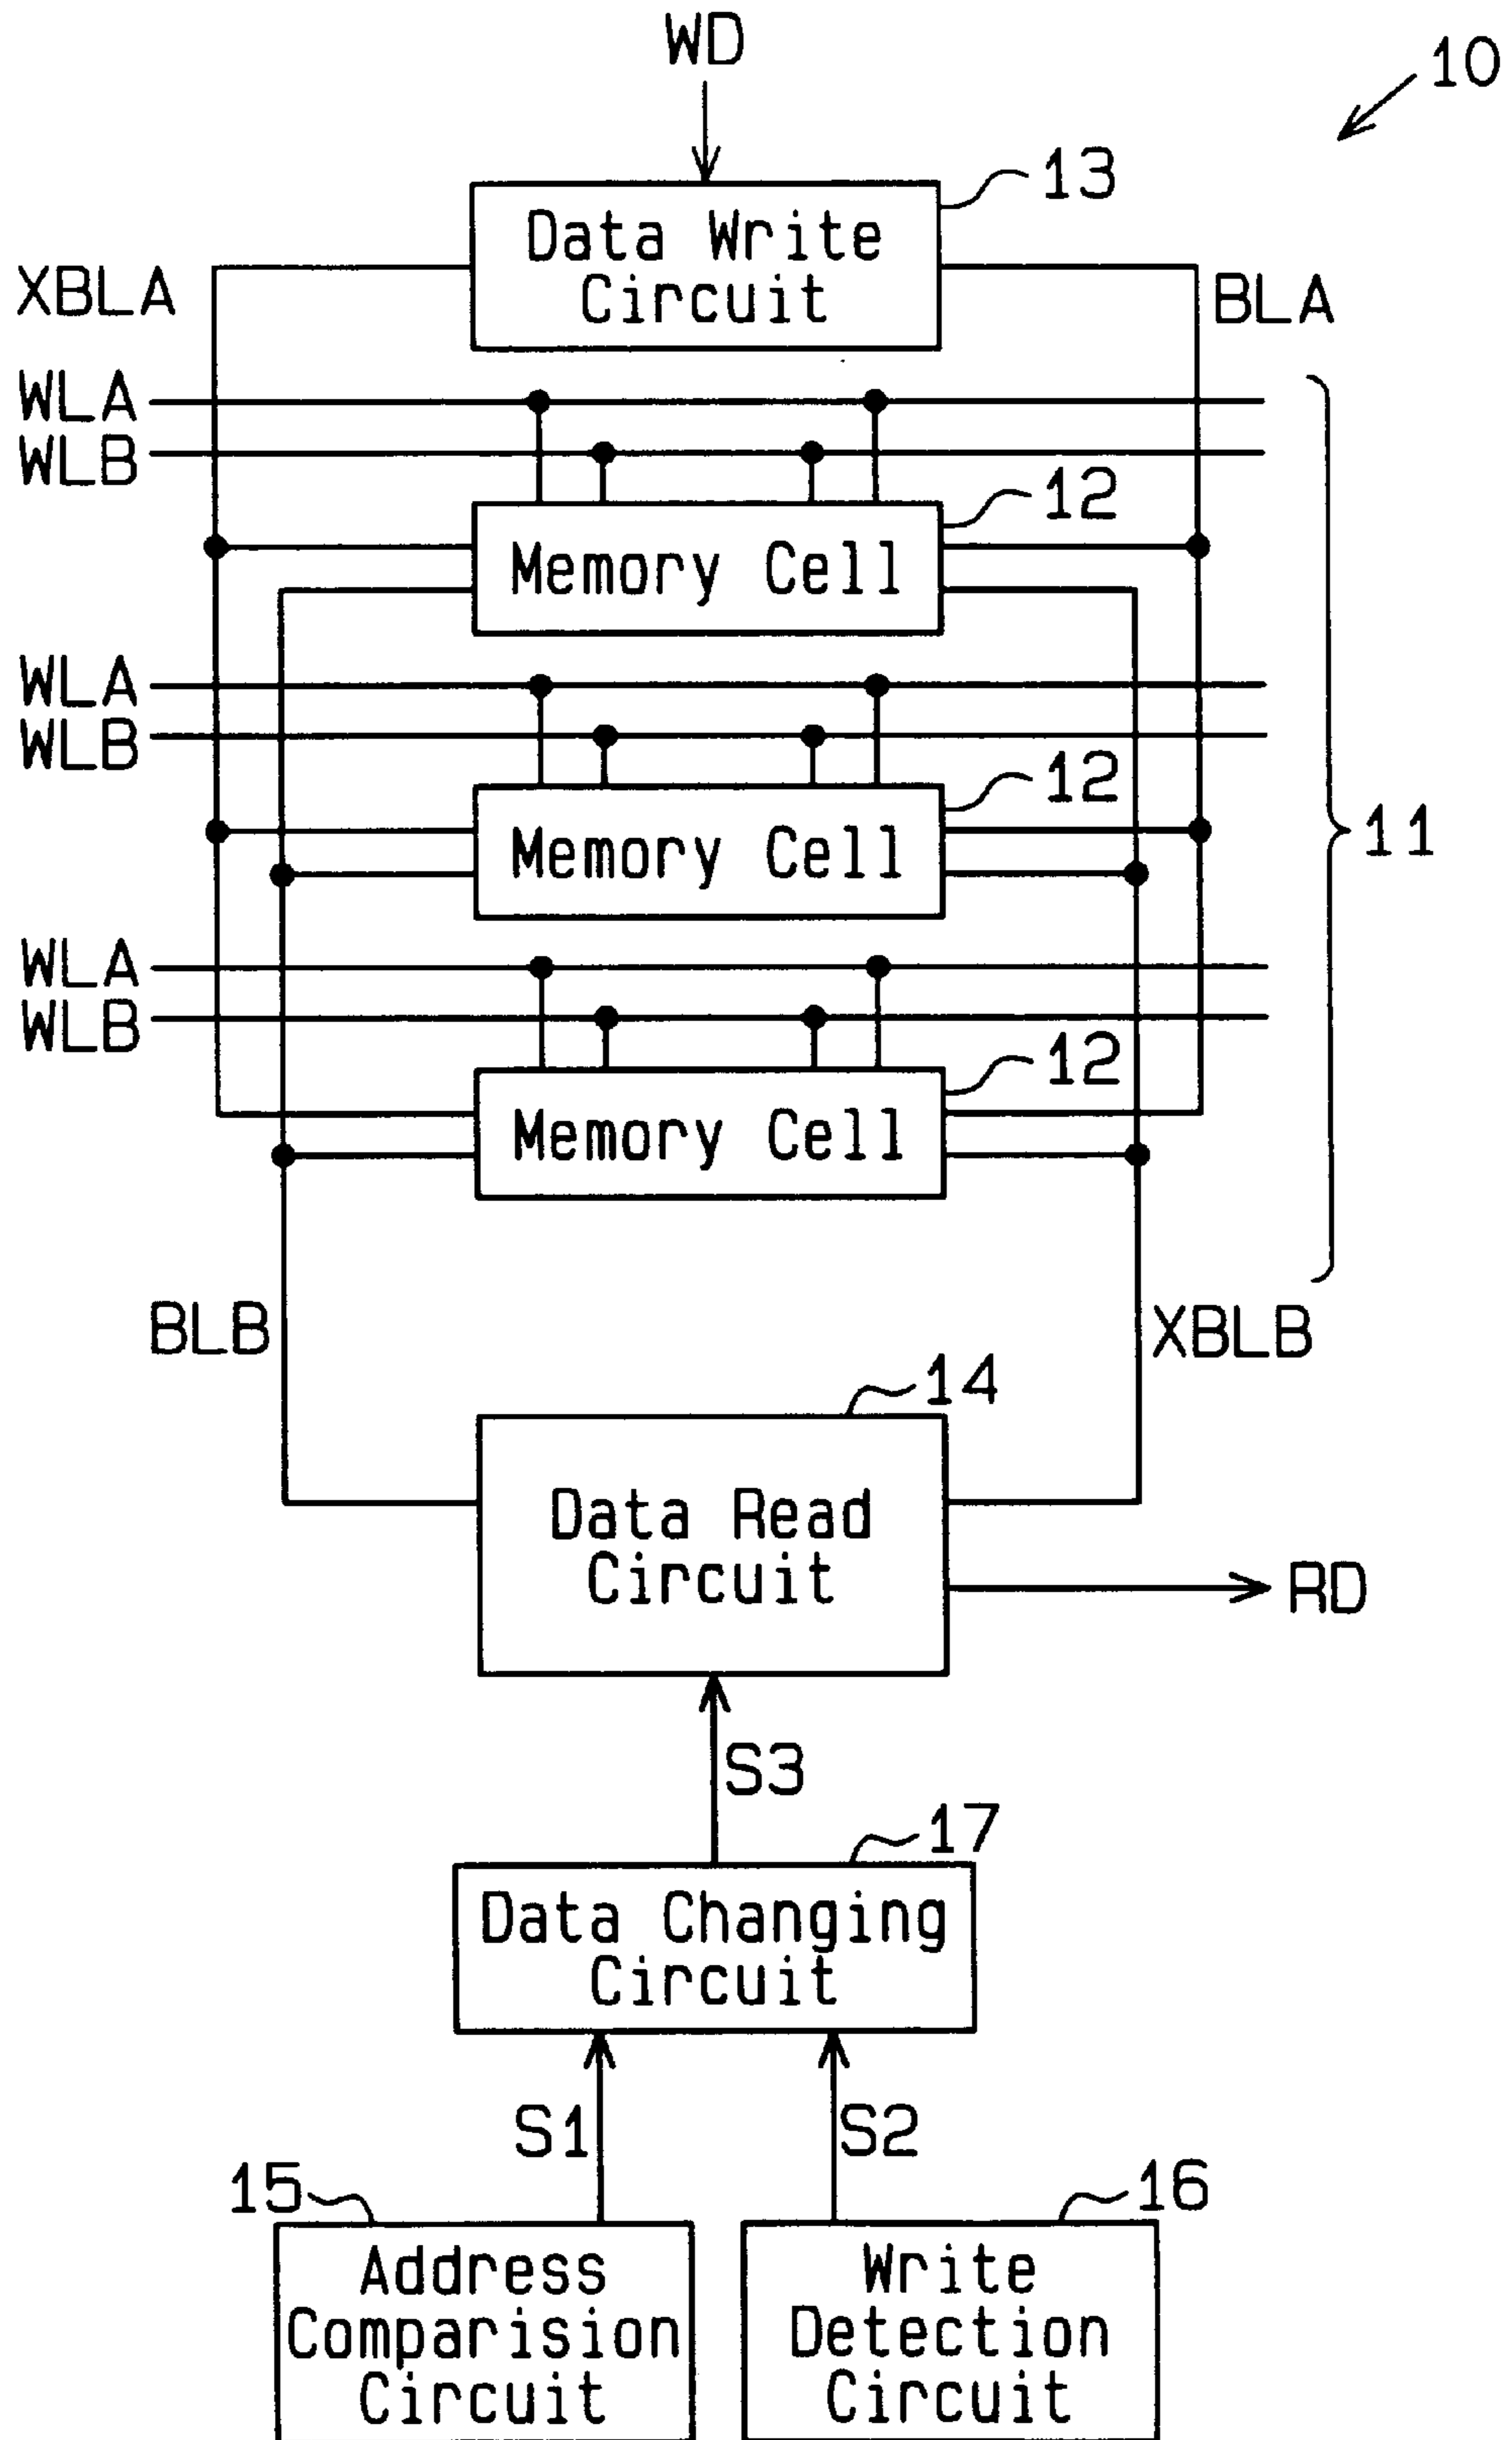 WD
10
13
Data Write
Circuit
XBLA
BLA
WLA
WLB
12
Memory Cell
WLA
WLB
12
Memory Cell
11
WLA
WLB
12
Memory Cell
BLB
XBLB
14
Data Read
Circuit
RD
S3
17
Data Changing
Circuit
S1
S2
15
16
Address
Comparision
Circuit
Write
Detection
Circuit